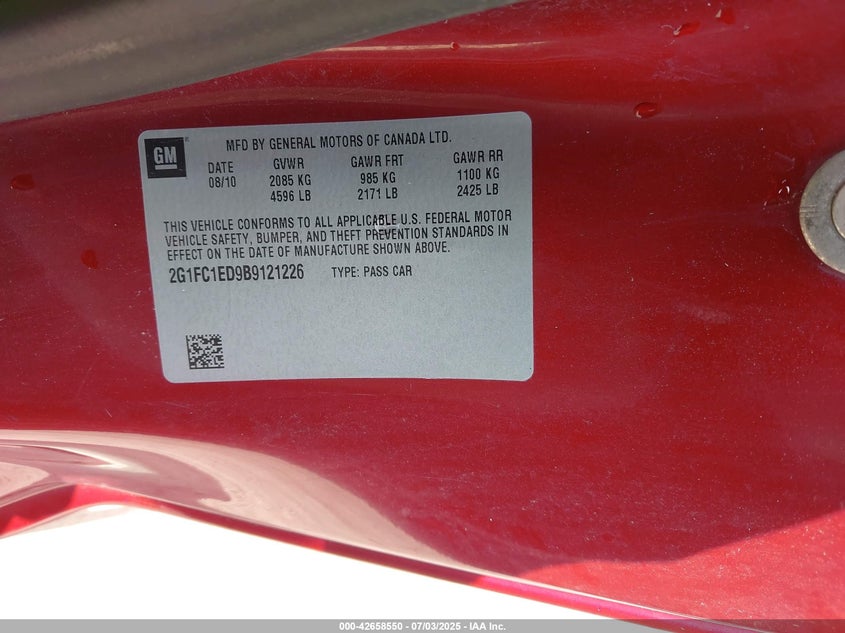 GM
MFD BY GENERAL MOTORS OF CANADA LTD.
DATE GVWR GAWR FRT GAWR RR
08/10 2085 KG 985 KG 1100 KG
4596 LB 2171 LB 2425 LB
THIS VEHICLE CONFORMS TO ALL APPLICABLE U.S. FEDERAL MOTOR
VEHICLE SAFETY, BUMPER, AND THEFT PREVENTION STANDARDS IN
EFFECT ON THE DATE OF MANUFACTURE SHOWN ABOVE.
2G1FC1ED9B9121226 TYPE: PASS CAR
000-42658550 - 07/03/2025 - IAA Inc.